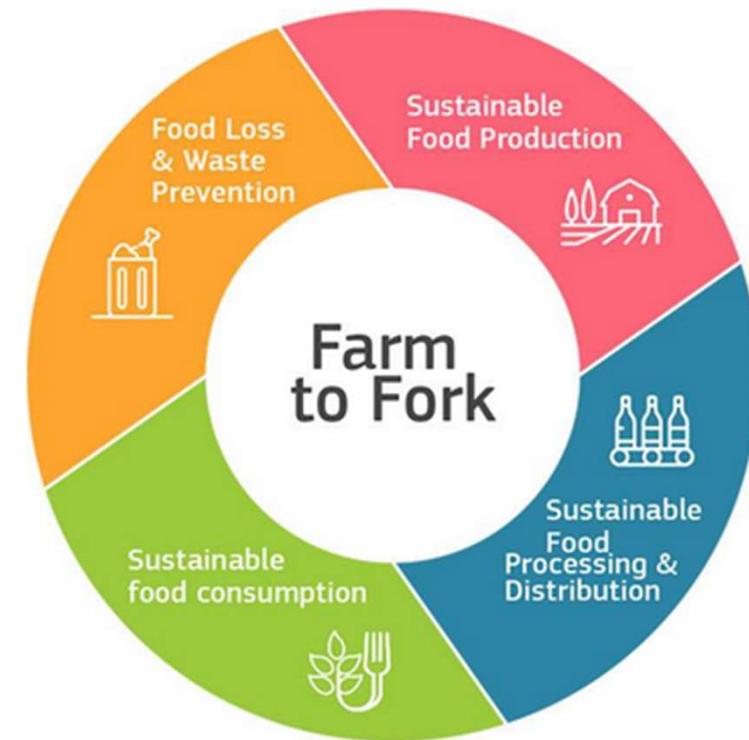 Food Loss
& Waste
Prevention
Sustainable
Food Production
Farm
to Fork
Sustainable
Food
Processing &
Distribution
Sustainable
food consumption